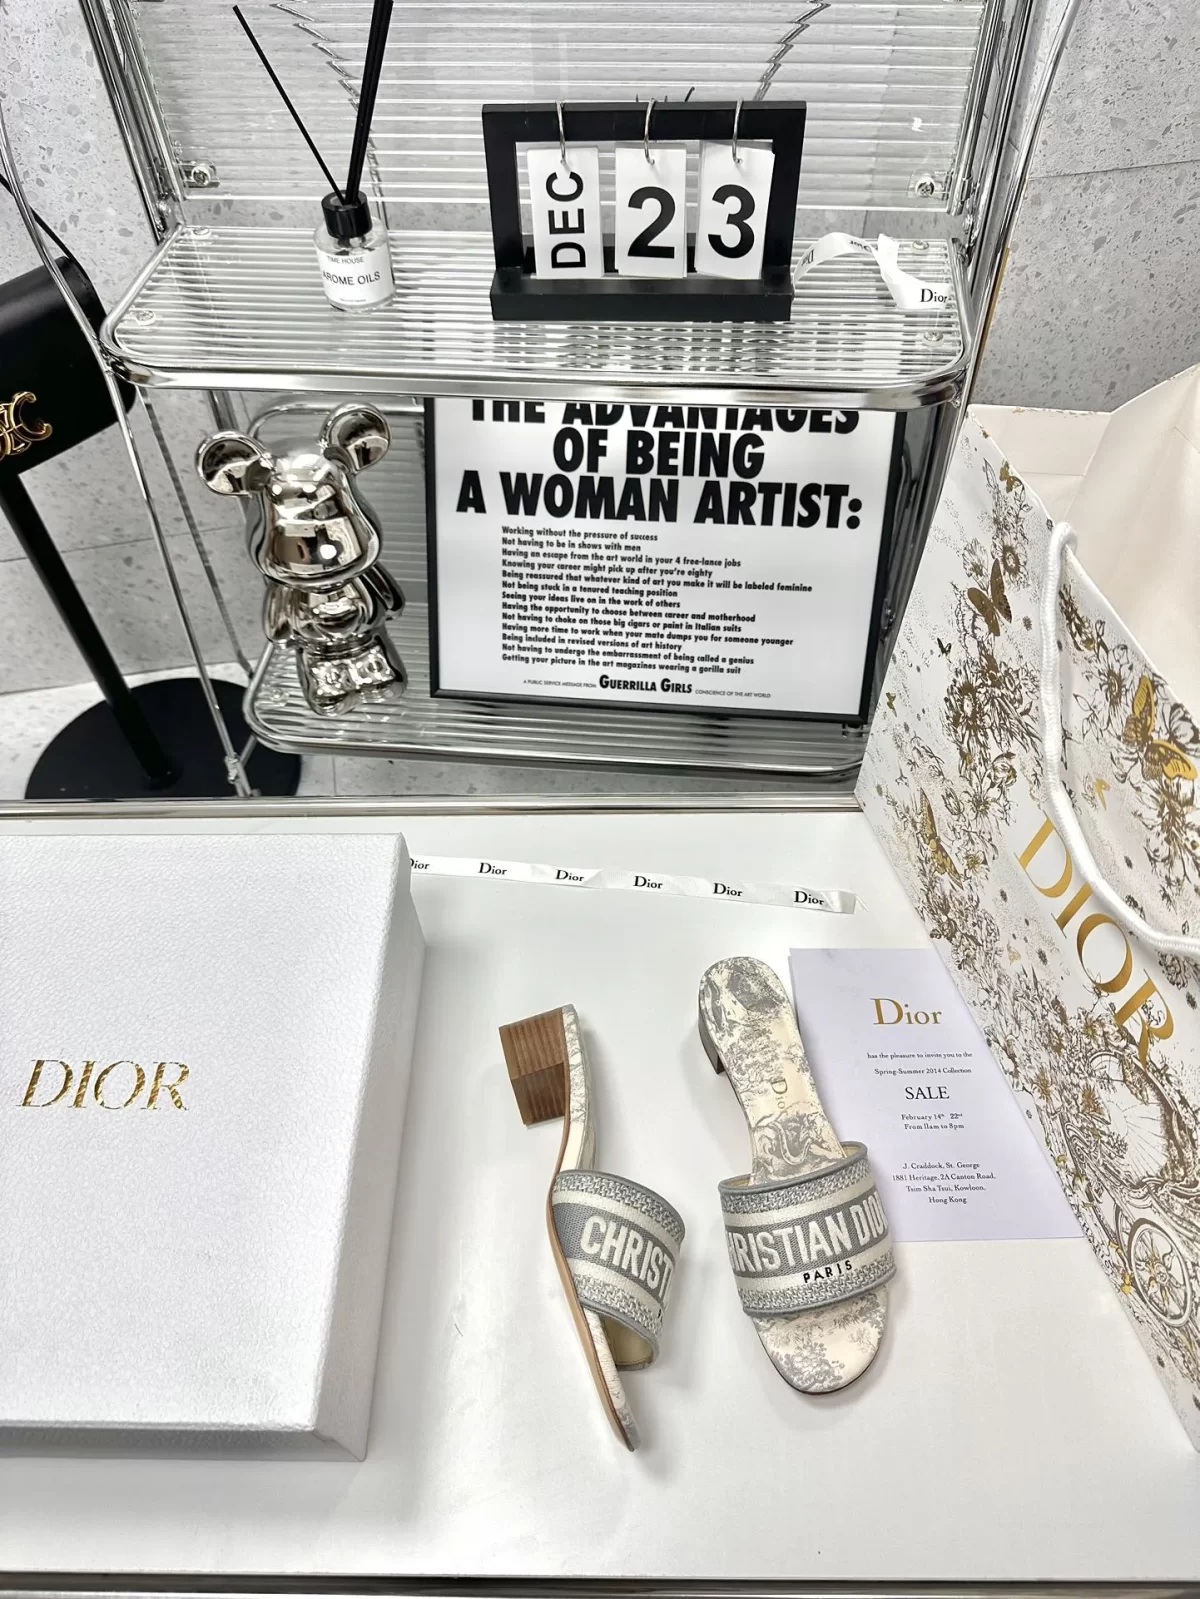 DEC
23
TIME HOUSE
AROME OILS
Dior
THE ADVANTAGES
OF BEING
A WOMAN ARTIST:
Working without the pressure of success
Not having to be in shows with men
Having an escape from the art world in your 4 free-lance jobs
Knowing your career might pick up after you're eighty
Being reassured that whatever kind of art you make it will be labeled feminine
Not being stuck in a tenured teaching position
Seeing your ideas live on in the work of others
Having the opportunity to choose between career and motherhood
Not having to choke on those big cigars or paint in Italian suits
Having more time to work when your mate dumps you for someone younger
Being included in revised versions of art history
Not having to undergo the embarrassment of being called a genius
Getting your picture in the art magazines wearing a gorilla suit
A PUBLIC SERVICE MESSAGE FROM GUERRILLA GIRLS CONSCIENCE OF THE ART WORLD
Dior Dior Dior Dior Dior Dior
DIOR
DIOR
Dior
has the pleasure to invite you to the
Spring-Summer 2014 Collection
SALE
February 14th 22nd
From 11am to 8pm
J. Craddock, St. George
1881 Heritage, 2A Canton Road,
Tsim Sha Tsui, Kowloon,
Hong Kong
Dior
CHRIST
HRISTIAN DIO
PARIS